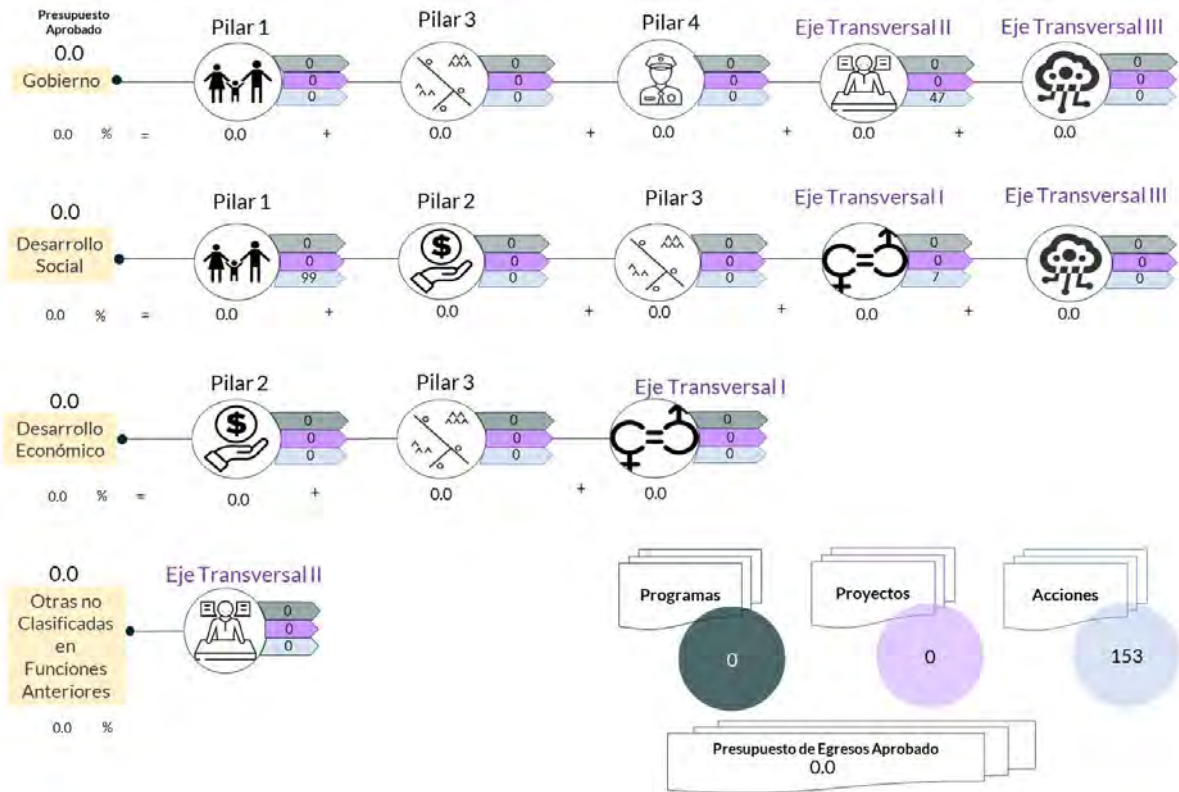 Presupuesto
Aprobado
0.0
Gobierno
Pilar 1
0
0
0
Pilar 3
0
0
0
Pilar 4
0
0
0
Eje Transversal II
0
0
47
Eje Transversal III
0
0
0
0.0 % = 0.0 + 0.0 + 0.0 + 0.0 + 0.0
0.0
Desarrollo
Social
Pilar 1
0
0
99
Pilar 2
0
0
0
Pilar 3
0
0
0
Eje Transversal I
0
0
7
Eje Transversal III
0
0
0
0.0 % = 0.0 + 0.0 + 0.0 + 0.0 + 0.0
0.0
Desarrollo
Económico
Pilar 2
$
0
0
0
Pilar 3
0
0
0
Eje Transversal I
0
0
0
0.0 % = 0.0 + 0.0 + 0.0
0.0
Otras no
Clasificadas
en
Funciones
Anteriores
Eje Transversal II
0
0
0
0.0 %
Programas
0
Proyectos
0
Acciones
153
Presupuesto de Egresos Aprobado
0.0